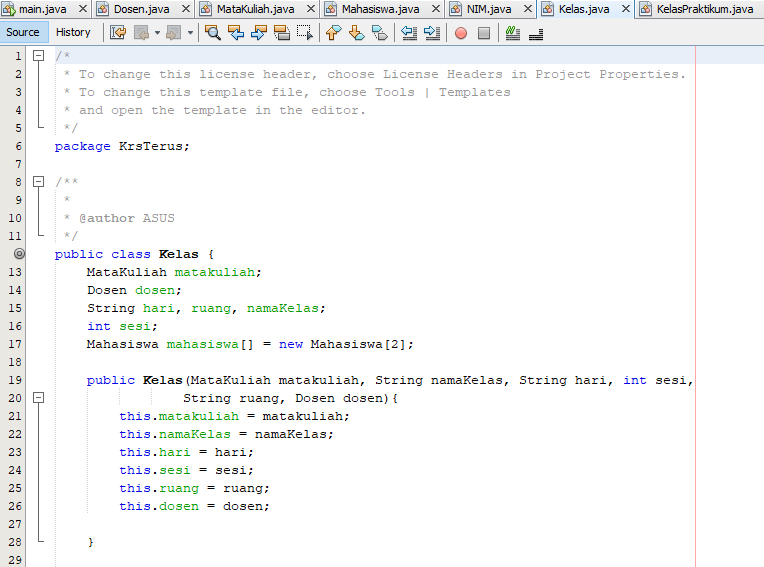 main.java Dosen.java MataKuliah.java Mahasiswa.java NIM.java Kelas.java KelasPraktikum.java
Source History
1 /*
2 * To change this license header, choose License Headers in Project Properties.
3 * To change this template file, choose Tools | Templates
4 * and open the template in the editor.
5 */
6 package KrsTerus;
7
8 /**
9 *
10 * @author ASUS
11 */
public class Kelas {
13 MataKuliah matakuliah;
14 Dosen dosen;
15 String hari, ruang, namaKelas;
16 int sesi;
17 Mahasiswa mahasiswa[] = new Mahasiswa[2];
18
19 public Kelas(MataKuliah matakuliah, String namaKelas, String hari, int sesi,
20 String ruang, Dosen dosen){
21 this.matakuliah = matakuliah;
22 this.namaKelas = namaKelas;
23 this.hari = hari;
24 this.sesi = sesi;
25 this.ruang = ruang;
26 this.dosen = dosen;
27
28 }
29